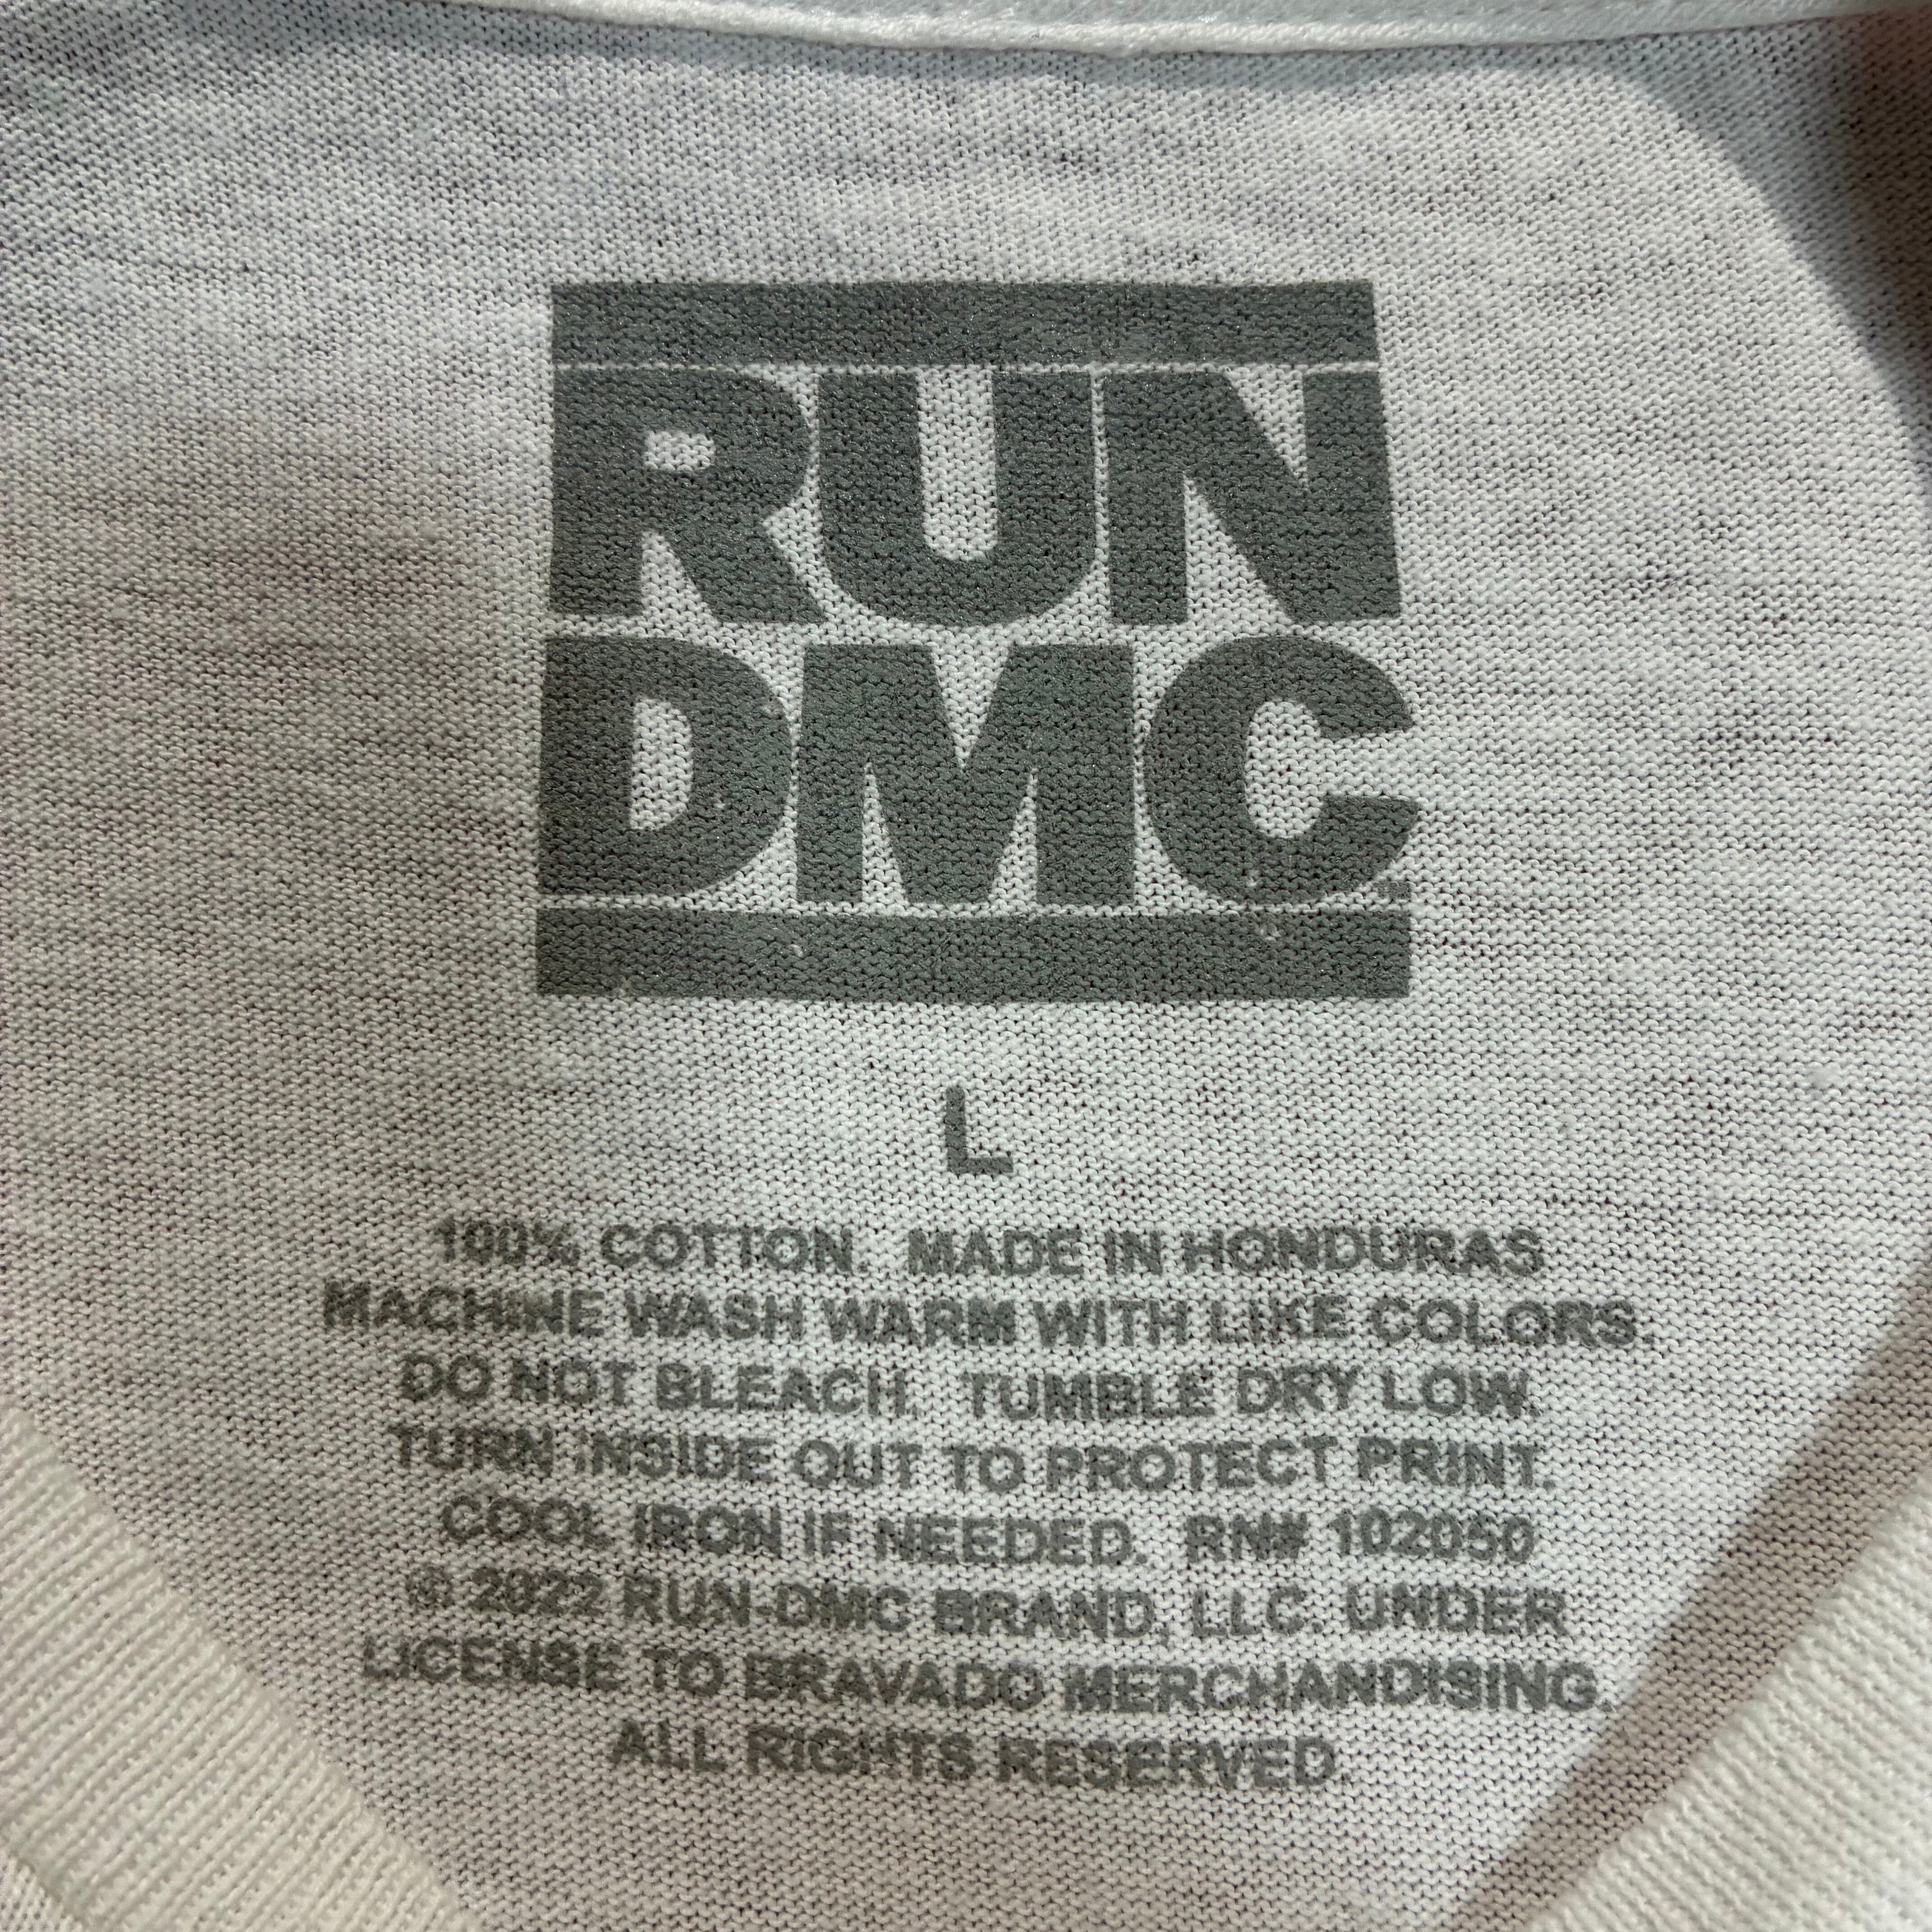 RUN
DMC
™
L
100% COTTON. MADE IN HONDURAS
MACHINE WASH WARM WITH LIKE COLORS.
DO NOT BLEACH. TUMBLE DRY LOW.
TURN INSIDE OUT TO PROTECT PRINT.
COOL IRON IF NEEDED. RN# 102050
© 2022 RUN-DMC BRAND, LLC. UNDER
LICENSE TO BRAVADO MERCHANDISING.
ALL RIGHTS RESERVED.